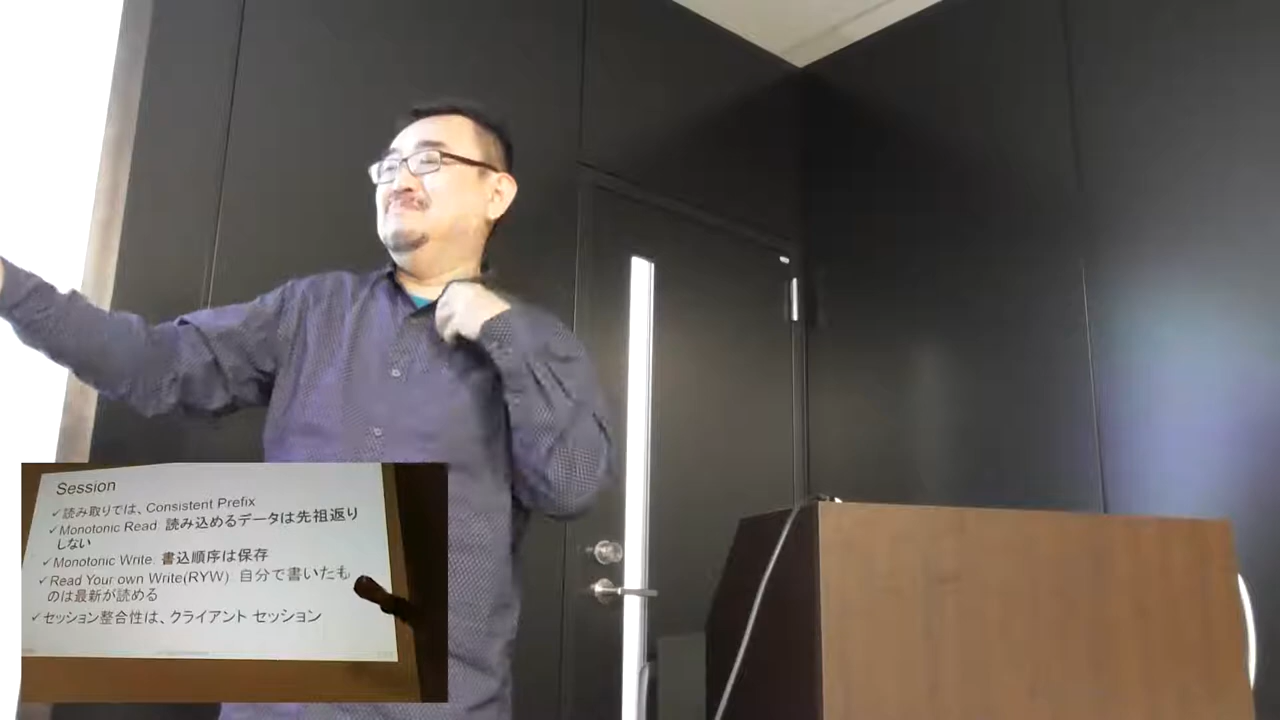 Session
✓読み取りでは、Consistent Prefix
✓Monotonic Read: 読み込めるデータは先祖返り
しない
✓Monotonic Write: 書込順序は保存
✓Read Your own Write(RYW): 自分で書いたも
のは最新が読める
✓セッション整合性は、クライアント セッション